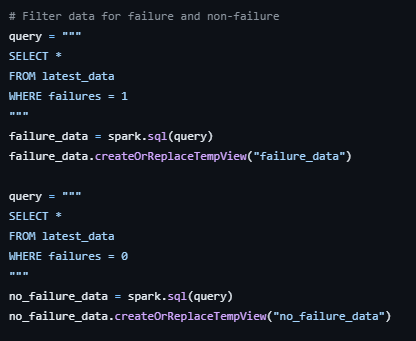 # Filter data for failure and non-failure
query = """
SELECT *
FROM latest_data
WHERE failures = 1
"""
failure_data = spark.sql(query)
failure_data.createOrReplaceTempView("failure_data")
query = """
SELECT *
FROM latest_data
WHERE failures = 0
"""
no_failure_data = spark.sql(query)
no_failure_data.createOrReplaceTempView("no_failure_data")